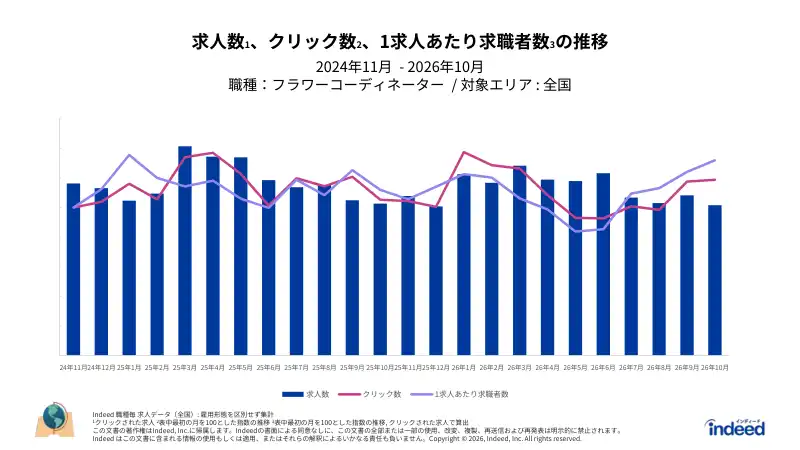 求人数1、クリック数2、1求人あたり求職者数3の推移
2024年11月 - 2026年10月
職種：フラワーコーディネーター / 対象エリア : 全国
24年11月 24年12月 25年1月 25年2月 25年3月 25年4月 25年5月 25年6月 25年7月 25年8月 25年9月 25年10月 25年11月 25年12月 26年1月 26年2月 26年3月 26年4月 26年5月 26年6月 26年7月 26年8月 26年9月 26年10月
求人数 クリック数 1求人あたり求職者数
Indeed 職種毎 求人データ（全国）: 雇用形態を区別せず集計
¹クリックされた求人 ²表中最初の月を100とした指数の推移 ³表中最初の月を100とした指数の推移, クリックされた求人で算出
この文書の著作権はIndeed, Inc.に帰属します。Indeedの書面による同意なしに、この文書の全部または一部の使用、改変、複製、再送信および再発表は明示的に禁止されます。
Indeed はこの文書に含まれる情報の使用もしくは適用、またはそれらの解釈によるいかなる責任も負いません。Copyright © 2026, Indeed, Inc. All rights reserved.
インディード
indeed